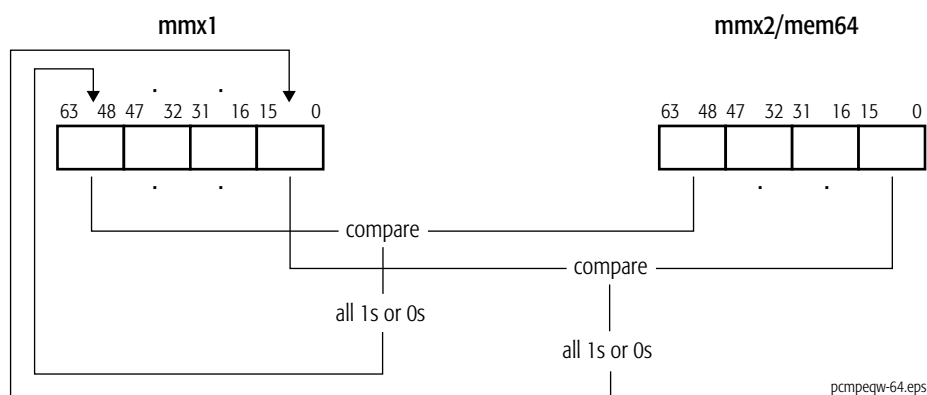 mmx1 mmx2/mem64
63 48 47 32 31 16 15 0 63 48 47 32 31 16 15 0
compare
compare
all 1s or 0s
all 1s or 0s
pcmpeqw-64.eps